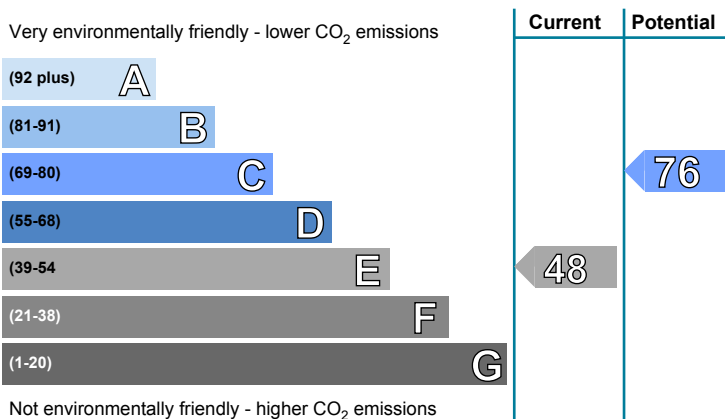 Very environmentally friendly - lower CO₂ emissions
Current
Potential
(92 plus) A
(81-91) B
(69-80) C
76
(55-68) D
(39-54 E
48
(21-38) F
(1-20) G
Not environmentally friendly - higher CO₂ emissions